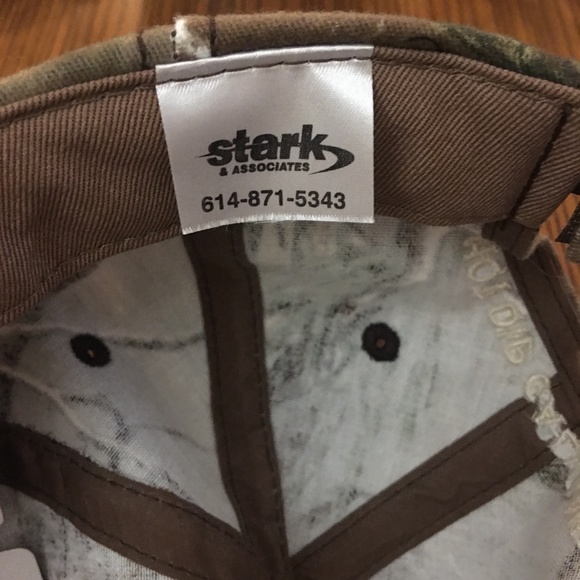 stark
& ASSOCIATES
614-871-5343